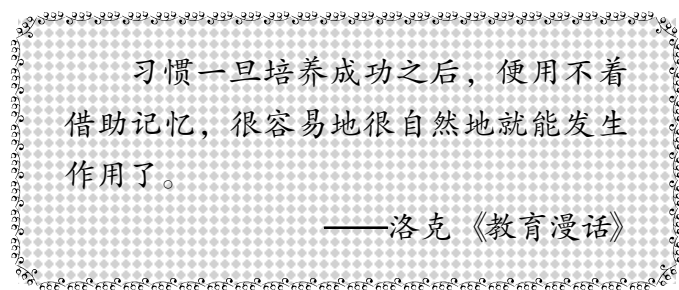 习惯一旦培养成功之后，便用不着
借助记忆，很容易地很自然地就能发生
作用了。
——洛克《教育漫话》